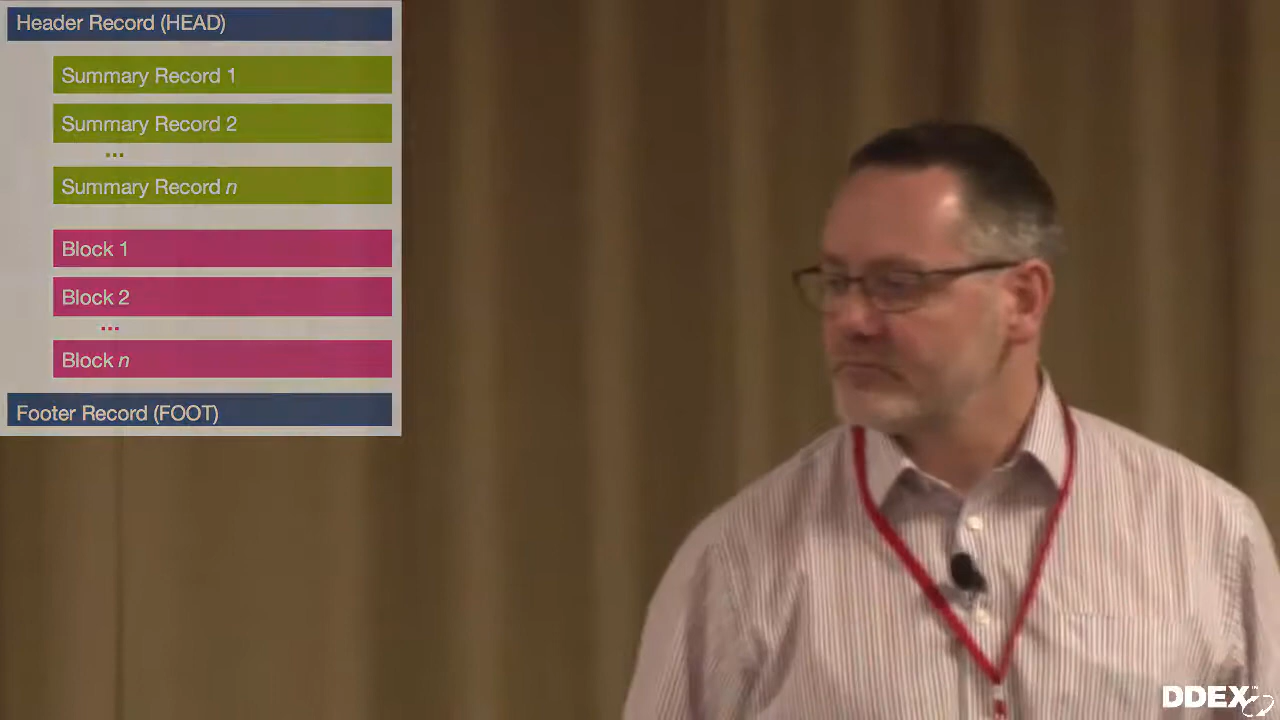 Header Record (HEAD)
Summary Record 1
Summary Record 2
...
Summary Record n
Block 1
Block 2
...
Block n
Footer Record (FOOT)
DDEX